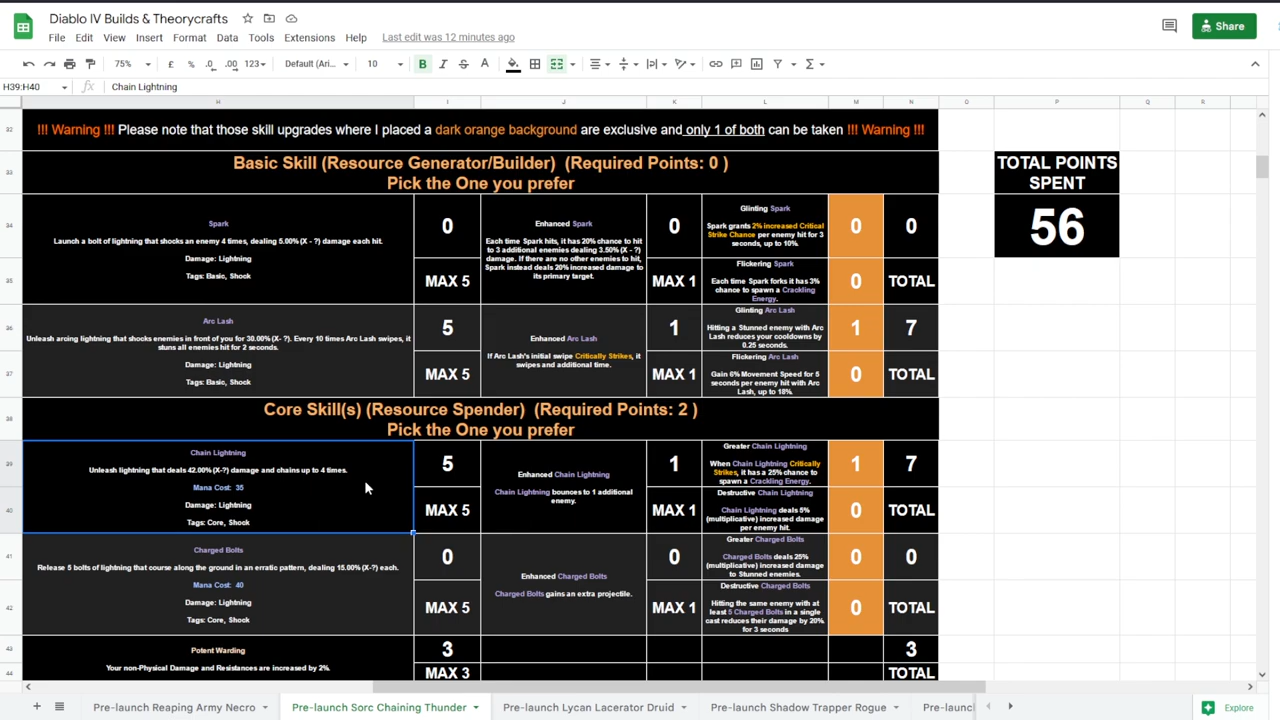 Diablo IV Builds & Theorycrafts
File Edit View Insert Format Data Tools Extensions Help Last edit was 12 minutes ago
Share
75% £ % .0 .00 123 Default (Ari... 10 B I S A
H39:H40 fx Chain Lightning
H I J K L M N O P Q R
32 !!! Warning !!! Please note that those skill upgrades where I placed a dark orange background are exclusive and only 1 of both can be taken !!! Warning !!!
33 Basic Skill (Resource Generator/Builder) (Required Points: 0 )
Pick the One you prefer
TOTAL POINTS
SPENT
56
34
Spark
Launch a bolt of lightning that shocks an enemy 4 times, dealing 5.00% (X - ?) damage each hit.
Damage: Lightning
Tags: Basic, Shock
0
MAX 5
Enhanced Spark
Each time Spark hits, it has 20% chance to
hit to 3 additional enemies dealing 3.50% (X - ?)
damage. If there are no other enemies to hit,
Spark instead deals 20% increased damage to
its primary target.
0
MAX 1
Glinting Spark
Spark grants 2% increased Critical
Strike Chance per enemy hit for 3
seconds, up to 10%.
0
0
35
Flickering Spark
Each time Spark forks it has 3%
chance to spawn a Crackling
Energy.
0
TOTAL
36
Arc Lash
Unleash arcing lightning that shocks enemies in front of you for 30.00% (X- ?). Every 10 times Arc Lash swipes, it
stuns all enemies hit for 2 seconds.
Damage: Lightning
Tags: Basic, Shock
5
MAX 5
Enhanced Arc Lash
If Arc Lash's initial swipe Critically Strikes, it
swipes and additional time.
1
MAX 1
Glinting Arc Lash
Hitting a Stunned enemy with Arc
Lash reduces your cooldowns by
0.25 seconds.
1
7
37
Flickering Arc Lash
Gain 6% Movement Speed for 5
seconds per enemy hit with Arc
Lash, up to 18%.
0
TOTAL
38 Core Skill(s) (Resource Spender) (Required Points: 2 )
Pick the One you prefer
39
Chain Lightning
Unleash lightning that deals 42.00% (X-?) damage and chains up to 4 times.
Mana Cost: 35
Damage: Lightning
Tags: Core, Shock
5
MAX 5
Enhanced Chain Lightning
Chain Lightning bounces to 1 additional
enemy.
1
MAX 1
Greater Chain Lightning
When Chain Lightning Critically
Strikes, it has a 25% chance to
spawn a Crackling Energy.
1
7
40
Destructive Chain Lightning
Chain Lightning deals 5%
(multiplicative) increased damage
per enemy hit.
0
TOTAL
41
Charged Bolts
Release 5 bolts of lightning that course along the ground in an erratic pattern, dealing 15.00% (X-?) each.
Mana Cost: 40
Damage: Lightning
Tags: Core, Shock
0
MAX 5
Enhanced Charged Bolts
Charged Bolts gains an extra projectile.
0
MAX 1
Greater Charged Bolts
Charged Bolts deals 25%
(multiplicative) increased damage
to Stunned enemies.
0
0
42
Destructive Charged Bolts
Hitting the same enemy with at
least 5 Charged Bolts in a single
cast reduces their damage by 20%
for 3 seconds
0
TOTAL
43
Potent Warding
Your non-Physical Damage and Resistances are increased by 2%.
3
3
44
MAX 3
TOTAL
Pre-launch Reaping Army Necro Pre-launch Sorc Chaining Thunder Pre-launch Lycan Lacerator Druid Pre-launch Shadow Trapper Rogue Pre-launch Explore